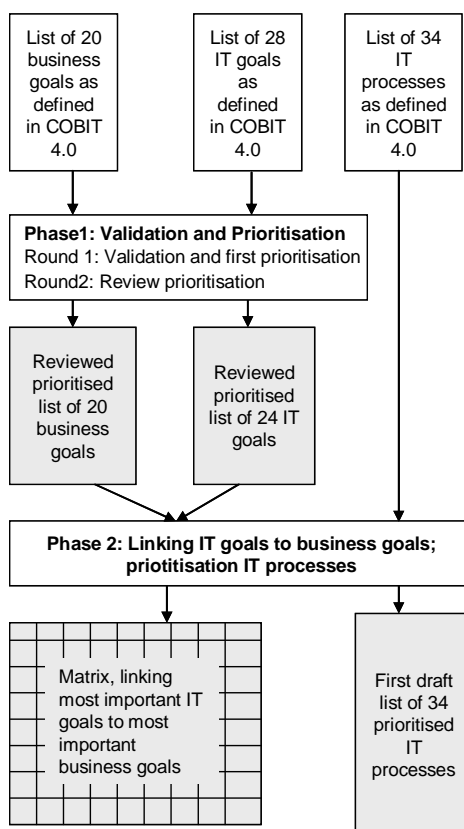 List of 20
business
goals as
defined
in COBIT
4.0
List of 28
IT goals
as
defined
in COBIT
4.0
List of 34
IT
processes
as defined
in COBIT
4.0
Phase1: Validation and Prioritisation
Round 1: Validation and first prioritisation
Round2: Review prioritisation
Reviewed
prioritised
list of 20
business
goals
Reviewed
prioritised
list of 24 IT
goals
Phase 2: Linking IT goals to business goals;
priotitisation IT processes
Matrix, linking
most important IT
goals to most
important
business goals
First draft
list of 34
prioritised
IT
processes